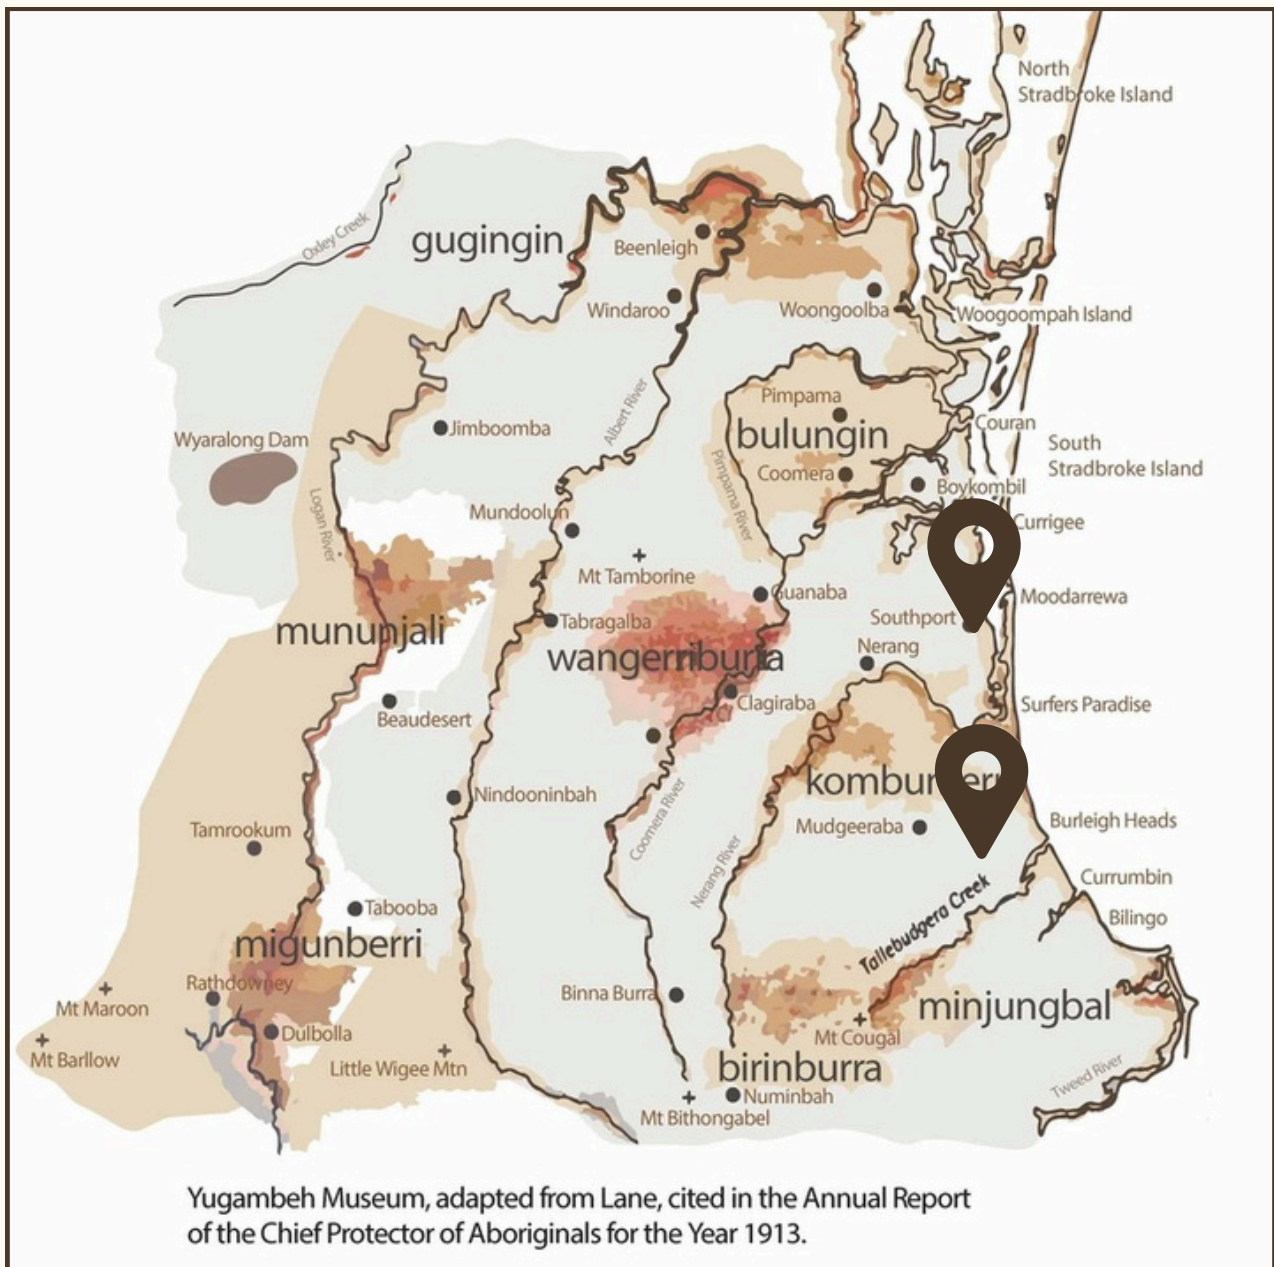 North
Stradbroke Island
Oxley Creek
gugingin
Beenleigh
Windaroo
Woongoolba
Woogoompah Island
Albert River
Pimpama
Jimboomba
bulungin
Couran
Wyaralong Dam
South
Stradbroke Island
Coomera
Pimpama River
Boykombil
Logan River
Mundoolun
Currigee
Mt Tamborine
Guanaba
Moodarrewa
Tabragalba
Southport
mununjali
wangerriburra
Nerang
Clagiraba
Surfers Paradise
Beaudesert
Nindooninbah
Coomera River
Burleigh Heads
Mudgeeraba
Tamrookum
Nerang River
Currumbin
Tabooba
Bilingo
Tallebudgera Creek
migunberri
Rathdowney
Binna Burra
minjungbal
Mt Maroon
Dulbolla
Mt Cougal
Mt Barllow
Little Wigee Mtn
birinburra
Tweed River
Numinbah
Mt Bithongabel
Yugambeh Museum, adapted from Lane, cited in the Annual Report
of the Chief Protector of Aboriginals for the Year 1913.